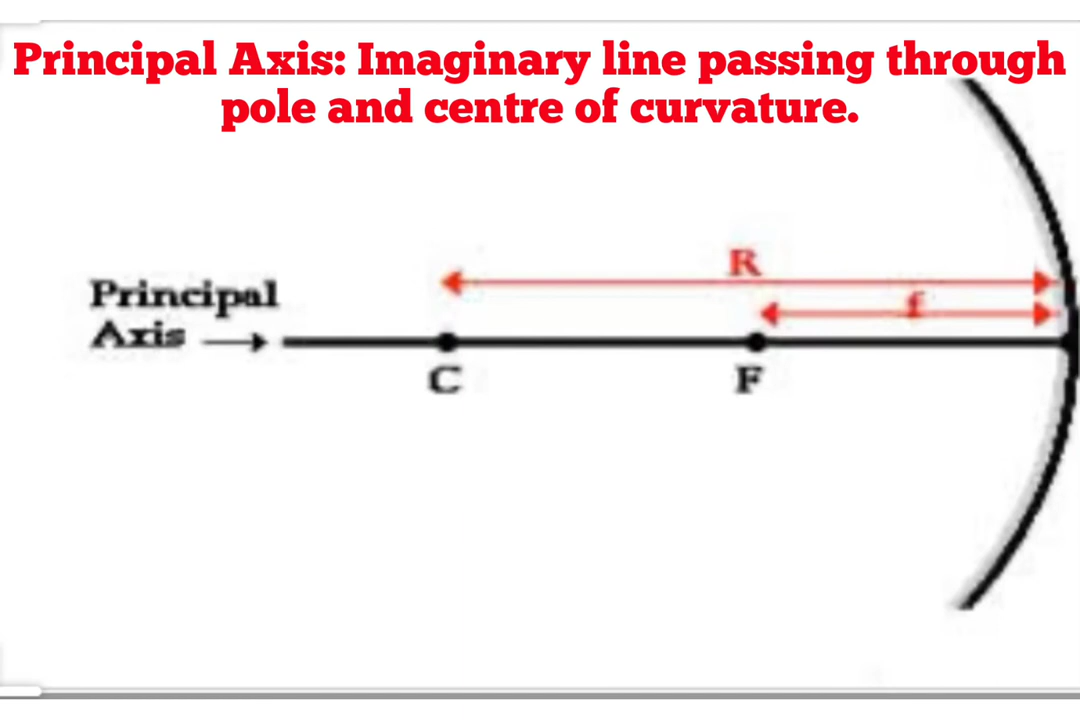 Principal Axis: Imaginary line passing through
pole and centre of curvature.
R
Principal
f
Axis
C
F